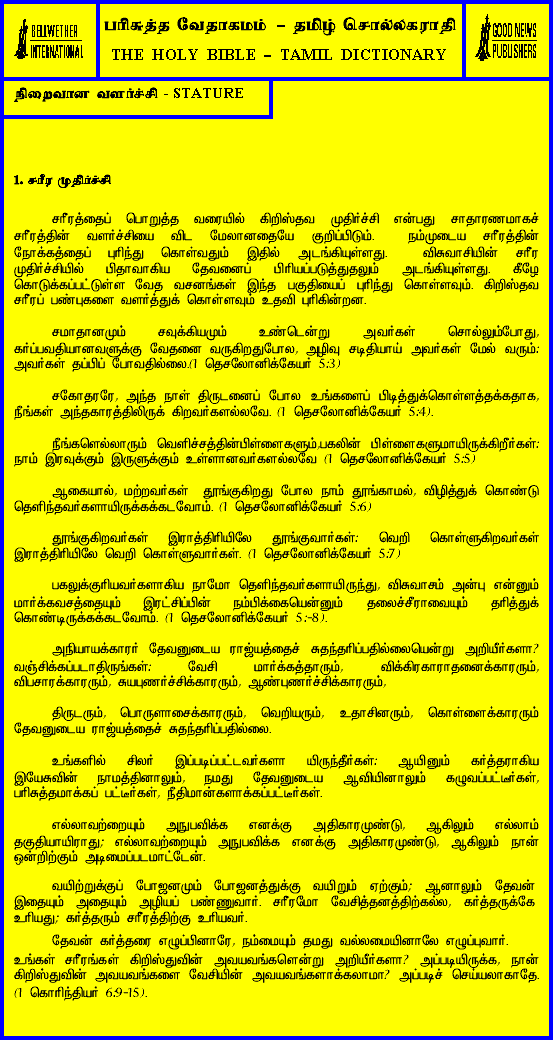 BELLWETHER
INTERNATIONAL
பரிசுத்த வேதாகமம் – தமிழ் சொல்லகராதி
THE HOLY BIBLE – TAMIL DICTIONARY
GOOD NEWS
PUBLISHERS
நிறைவான வளர்ச்சி - STATURE
1. சரீர முதிர்ச்சி
சரீரத்தைப் பொறுத்த வரையில் கிறிஸ்தவ முதிர்ச்சி என்பது சாதாரணமாகச்
சரீரத்தின் வளர்ச்சியை விட மேலானதையே குறிப்பிடும். நம்முடைய சரீரத்தின்
நோக்கத்தைப் புரிந்து கொள்வதும் இதில் அடங்கியுள்ளது. விசுவாசியின் சரீர
முதிர்ச்சியில் பிதாவாகிய தேவனைப் பிரியப்படுத்துதலும் அடங்கியுள்ளது. கீழே
கொடுக்கப்பட்டுள்ள வேத வசனங்கள் இந்த பகுதியைப் புரிந்து கொள்ளவும். கிறிஸ்தவ
சரீரப் பண்புகளை வளர்த்துக் கொள்ளவும் உதவி புரிகின்றன.
சமாதானமும் சவுக்கியமும் உண்டென்று அவர்கள் சொல்லும்போது,
கர்ப்பவதியானவளுக்கு வேதனை வருகிறதுபோல, அழிவு சடிதியாய் அவர்கள் மேல் வரும்:
அவர்கள் தப்பிப் போவதில்லை.(1 தெசலோனிக்கேயர் 5:3)
சகோதரரே, அந்த நாள் திருடனைப் போல உங்களைப் பிடித்துக்கொள்ளத்தக்கதாக,
நீங்கள் அந்தகாரத்திலிருக் கிறவர்களல்லவே. (1 தெசலோனிக்கேயர் 5:4).
நீங்களெல்லாரும் வெளிச்சத்தின்பிள்ளைகளும்,பகலின் பிள்ளைகளுமாயிருக்கிறீர்கள்:
நாம் இரவுக்கும் இருளுக்கும் உள்ளானவர்களல்லவே (1 தெசலோனிக்கேயர் 5:5)
ஆகையால், மற்றவர்கள் தூங்குகிறது போல நாம் தூங்காமல், விழித்துக் கொண்டு
தெளிந்தவர்களாயிருக்கக்கடவோம். (1 தெசலோனிக்கேயர் 5:6)
தூங்குகிறவர்கள் இராத்திரியிலே தூங்குவார்கள்: வெறி கொள்ளுகிறவர்கள்
இராத்திரியிலே வெறி கொள்ளுவார்கள். (1 தெசலோனிக்கேயர் 5:7)
பகலுக்குரியவர்களாகிய நாமோ தெளிந்தவர்களாயிருந்து, விசுவாசம் அன்பு என்னும்
மார்க்கவசத்தையும் இரட்சிப்பின் நம்பிக்கையென்னும் தலைச்சீராவையும் தரித்துக்
கொண்டிருக்கக்கடவோம். (1 தெசலோனிக்கேயர் 5:-8).
அநியாயக்காரர் தேவனுடைய ராஜ்யத்தைச் சுதந்தரிப்பதில்லையென்று அறியீர்களா?
வஞ்சிக்கப்படாதிருங்கள்: வேசி மார்க்கத்தாரும், விக்கிரகாராதனைக்காரரும்,
விபசாரக்காரரும், சுயபுணர்ச்சிக்காரரும், ஆண்புணர்ச்சிக்காரரும்,
திருடரும், பொருளாசைக்காரரும், வெறியரும், உதாசினரும், கொள்ளைக்காரரும்
தேவனுடைய ராஜ்யத்தைச் சுதந்தரிப்பதில்லை.
உங்களில் சிலர் இப்படிப்பட்டவர்களா யிருந்தீர்கள்: ஆயினும் கர்த்தராகிய
இயேசுவின் நாமத்தினாலும், நமது தேவனுடைய ஆவியினாலும் கழுவப்பட்டீர்கள்,
பரிசுத்தமாக்கப் பட்டீர்கள், நீதிமான்களாக்கப்பட்டீர்கள்.
எல்லாவற்றையும் அநுபவிக்க எனக்கு அதிகாரமுண்டு, ஆகிலும் எல்லாம்
தகுதியாயிராது; எல்லாவற்றையும் அநுபவிக்க எனக்கு அதிகாரமுண்டு, ஆகிலும் நான்
ஒன்றிற்கும் அடிமைப்படமாட்டேன்.
வயிற்றுக்குப் போஜனமும் போஜனத்துக்கு வயிறும் ஏற்கும்; ஆனாலும் தேவன்
இதையும் அதையும் அழியப் பண்ணுவார். சரீரமோ வேசித்தனத்திற்கல்ல, கர்த்தருக்கே
உரியது; கர்த்தரும் சரீரத்திற்கு உரியவர்.
தேவன் கர்த்தரை எழுப்பினாரே, நம்மையும் தமது வல்லமையினாலே எழுப்புவார்.
உங்கள் சரீரங்கள் கிறிஸ்துவின் அவயவங்களென்று அறியீர்களா? அப்படியிருக்க, நான்
கிறிஸ்துவின் அவயவங்களை வேசியின் அவயவங்களாக்கலாமா? அப்படிச் செய்யலாகாதே.
(1 கொரிந்தியர் 6:9-15).